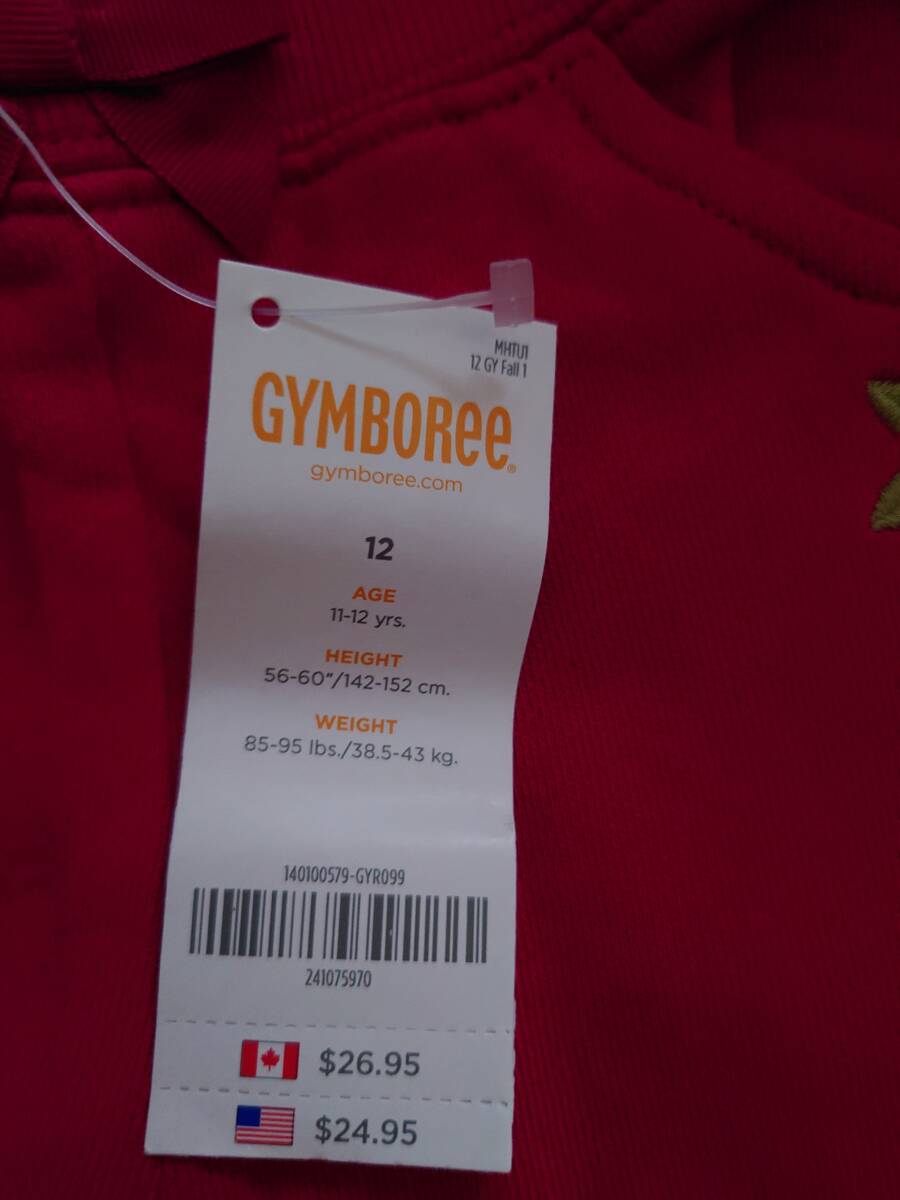 MHTU1
12 GY Fall 1
GYMBOREE®
gymboree.com
12
AGE
11-12 yrs.
HEIGHT
56-60"/142-152 cm.
WEIGHT
85-95 lbs./38.5-43 kg.
140100579-GYR099
241075970
$26.95
$24.95